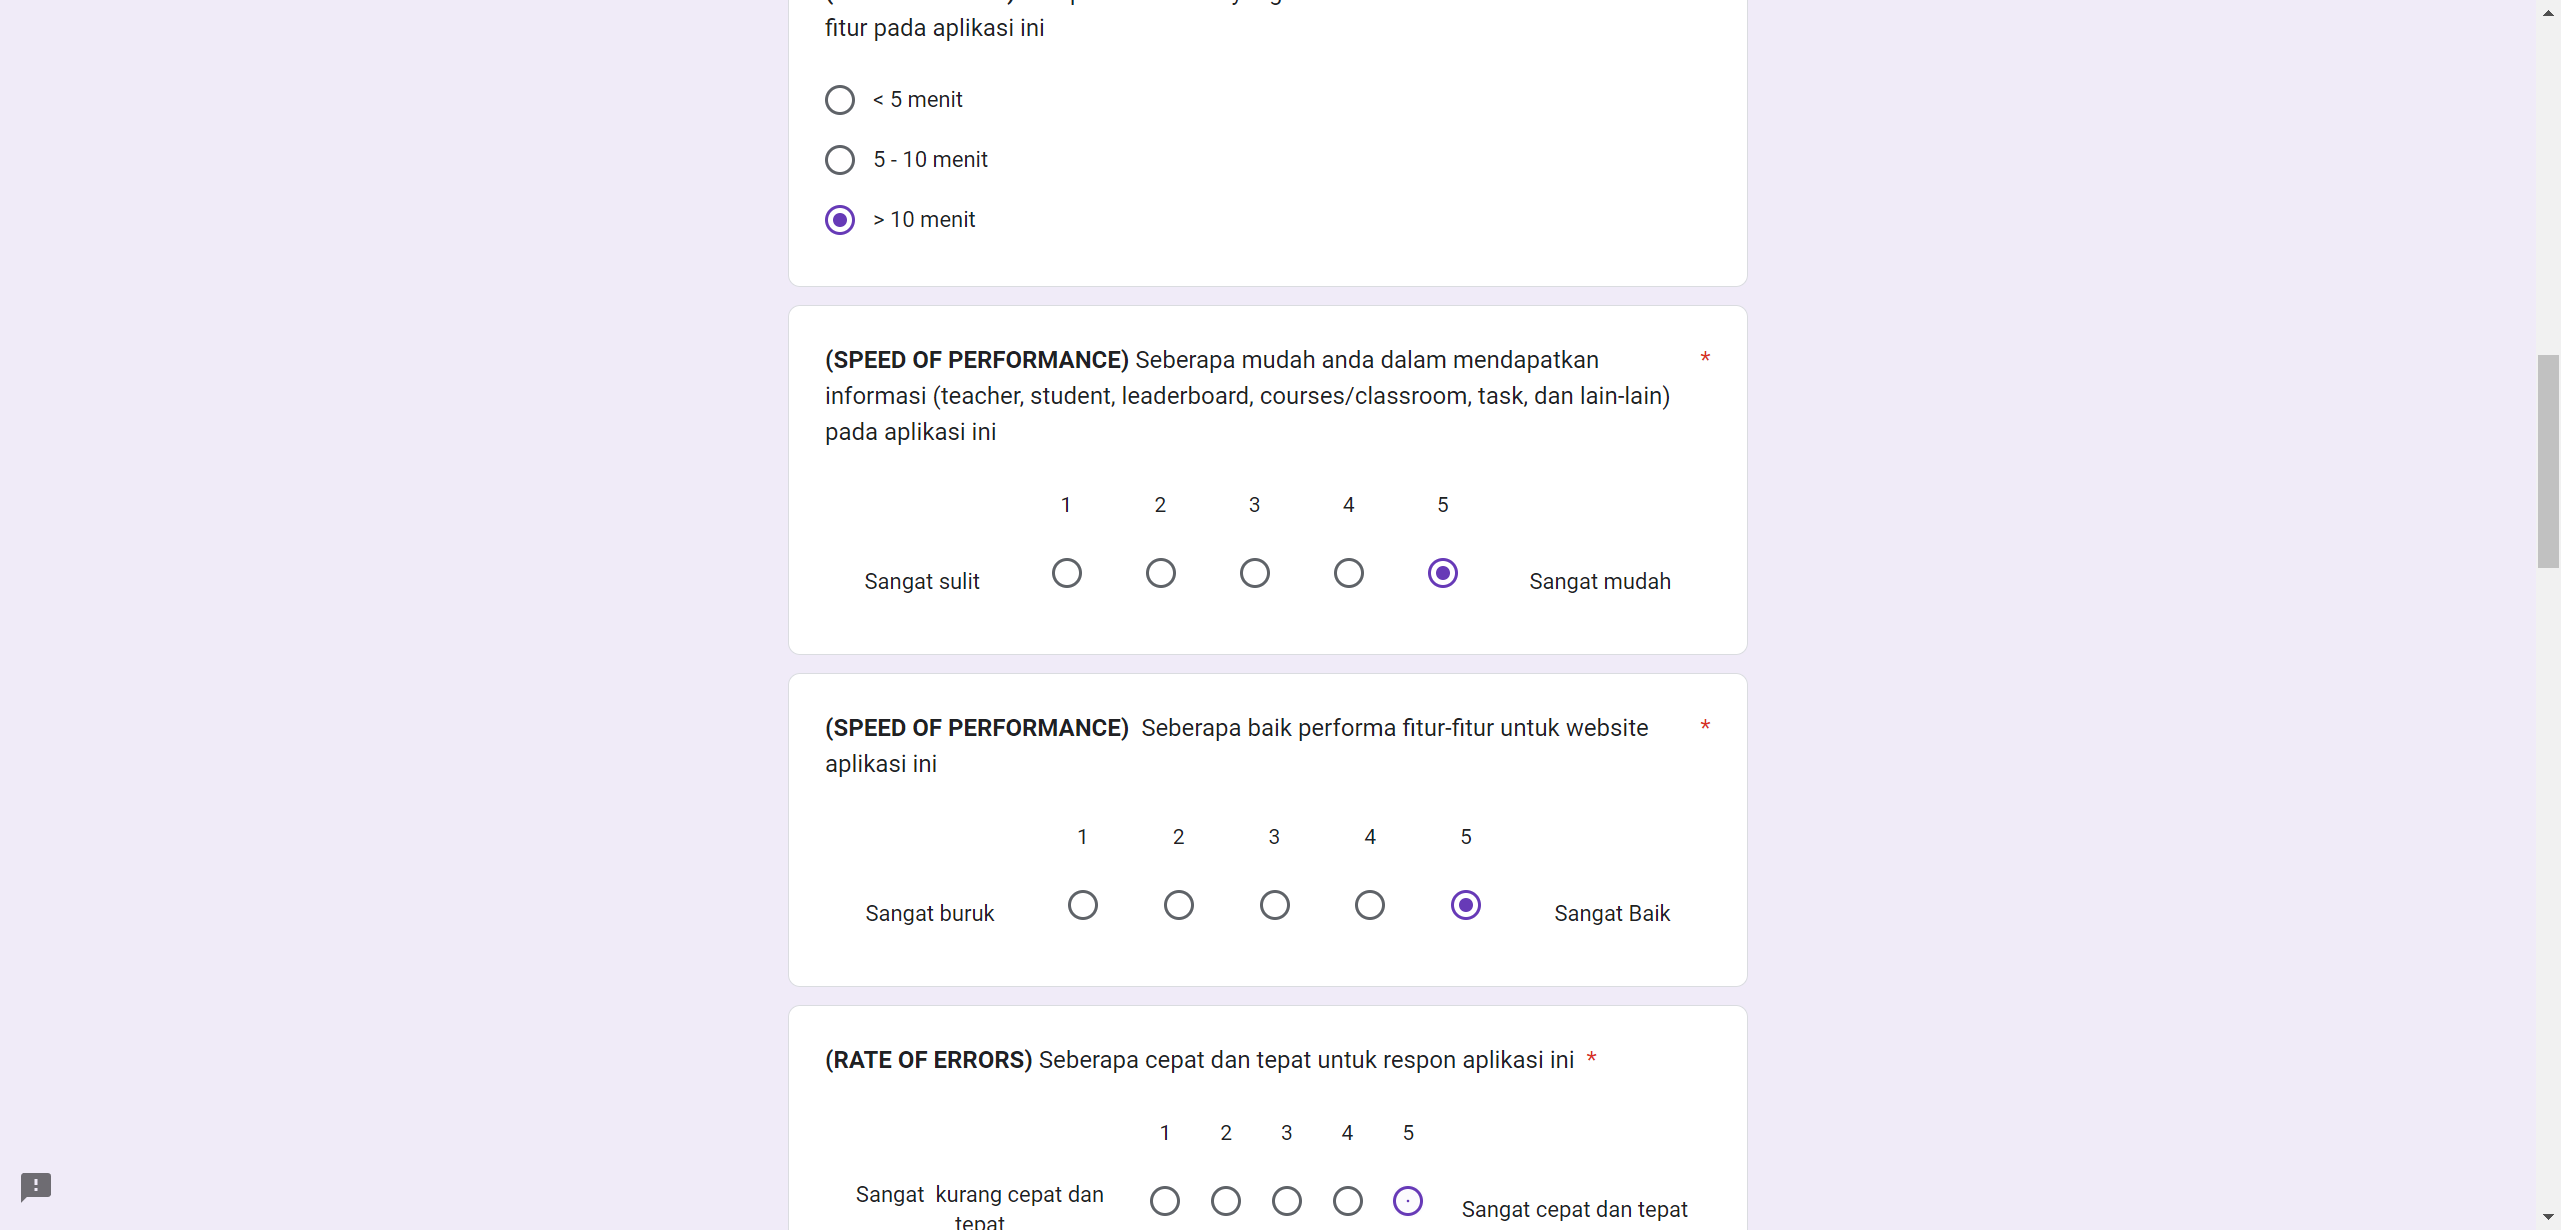 fitur pada aplikasi ini
< 5 menit
5 - 10 menit
> 10 menit
(SPEED OF PERFORMANCE) Seberapa mudah anda dalam mendapatkan *
informasi (teacher, student, leaderboard, courses/classroom, task, dan lain-lain)
pada aplikasi ini
1 2 3 4 5
Sangat sulit Sangat mudah
(SPEED OF PERFORMANCE) Seberapa baik performa fitur-fitur untuk website *
aplikasi ini
1 2 3 4 5
Sangat buruk Sangat Baik
(RATE OF ERRORS) Seberapa cepat dan tepat untuk respon aplikasi ini *
1 2 3 4 5
Sangat kurang cepat dan
tepat
Sangat cepat dan tepat